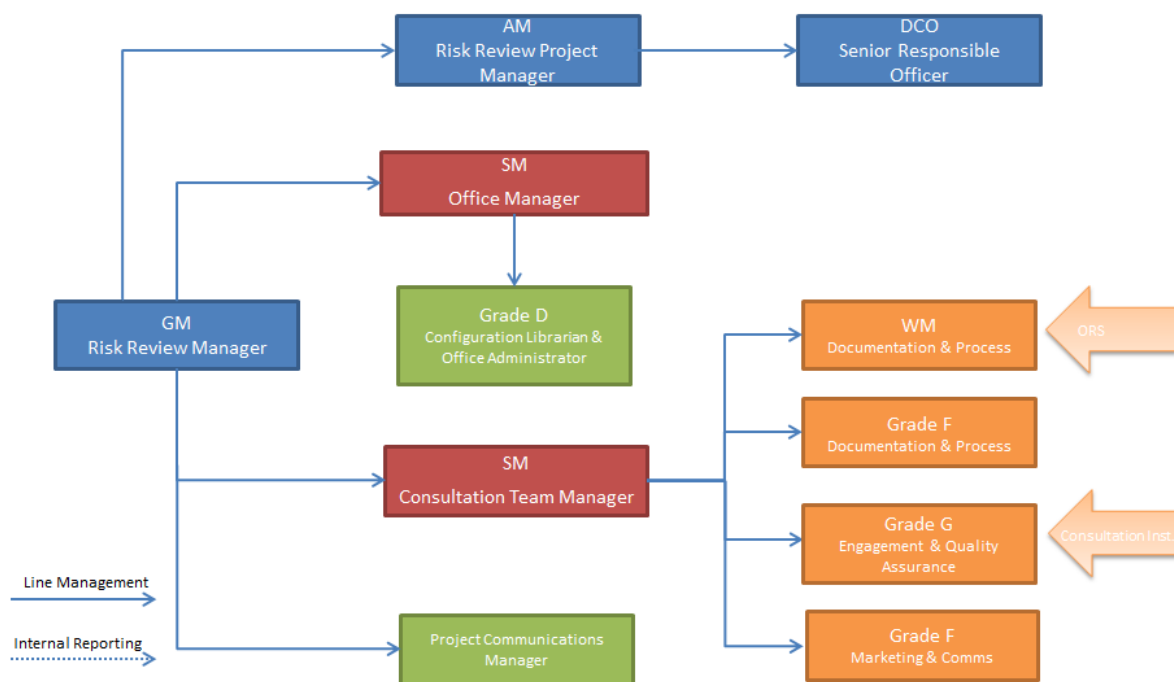 AM
Risk Review Project
Manager
DCO
Senior Responsible
Officer
SM
Office Manager
GM
Risk Review Manager
Grade D
Configuration Librarian &
Office Administrator
WM
Documentation & Process
ORS
Grade F
Documentation & Process
SM
Consultation Team Manager
Grade G
Engagement & Quality
Assurance
Consultation Inst.
Line Management
Internal Reporting
Project Communications
Manager
Grade F
Marketing & Comms